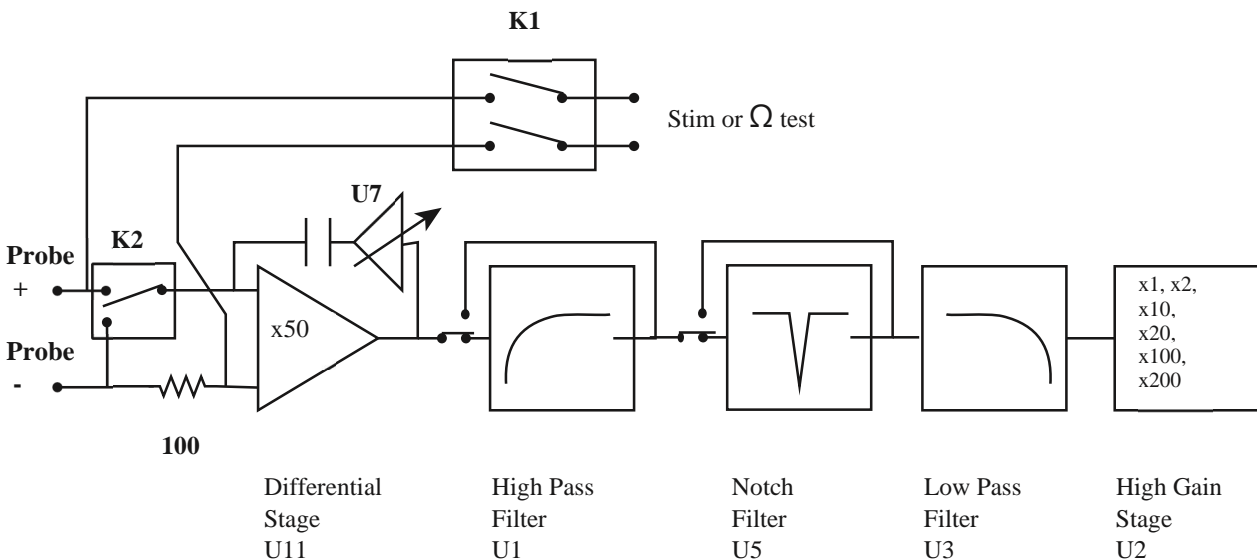 K1
Stim or Ω test
U7
K2
Probe
+
Probe
-
100
x50
x1, x2,
x10,
x20,
x100,
x200
Differential
Stage
U11
High Pass
Filter
U1
Notch
Filter
U5
Low Pass
Filter
U3
High Gain
Stage
U2